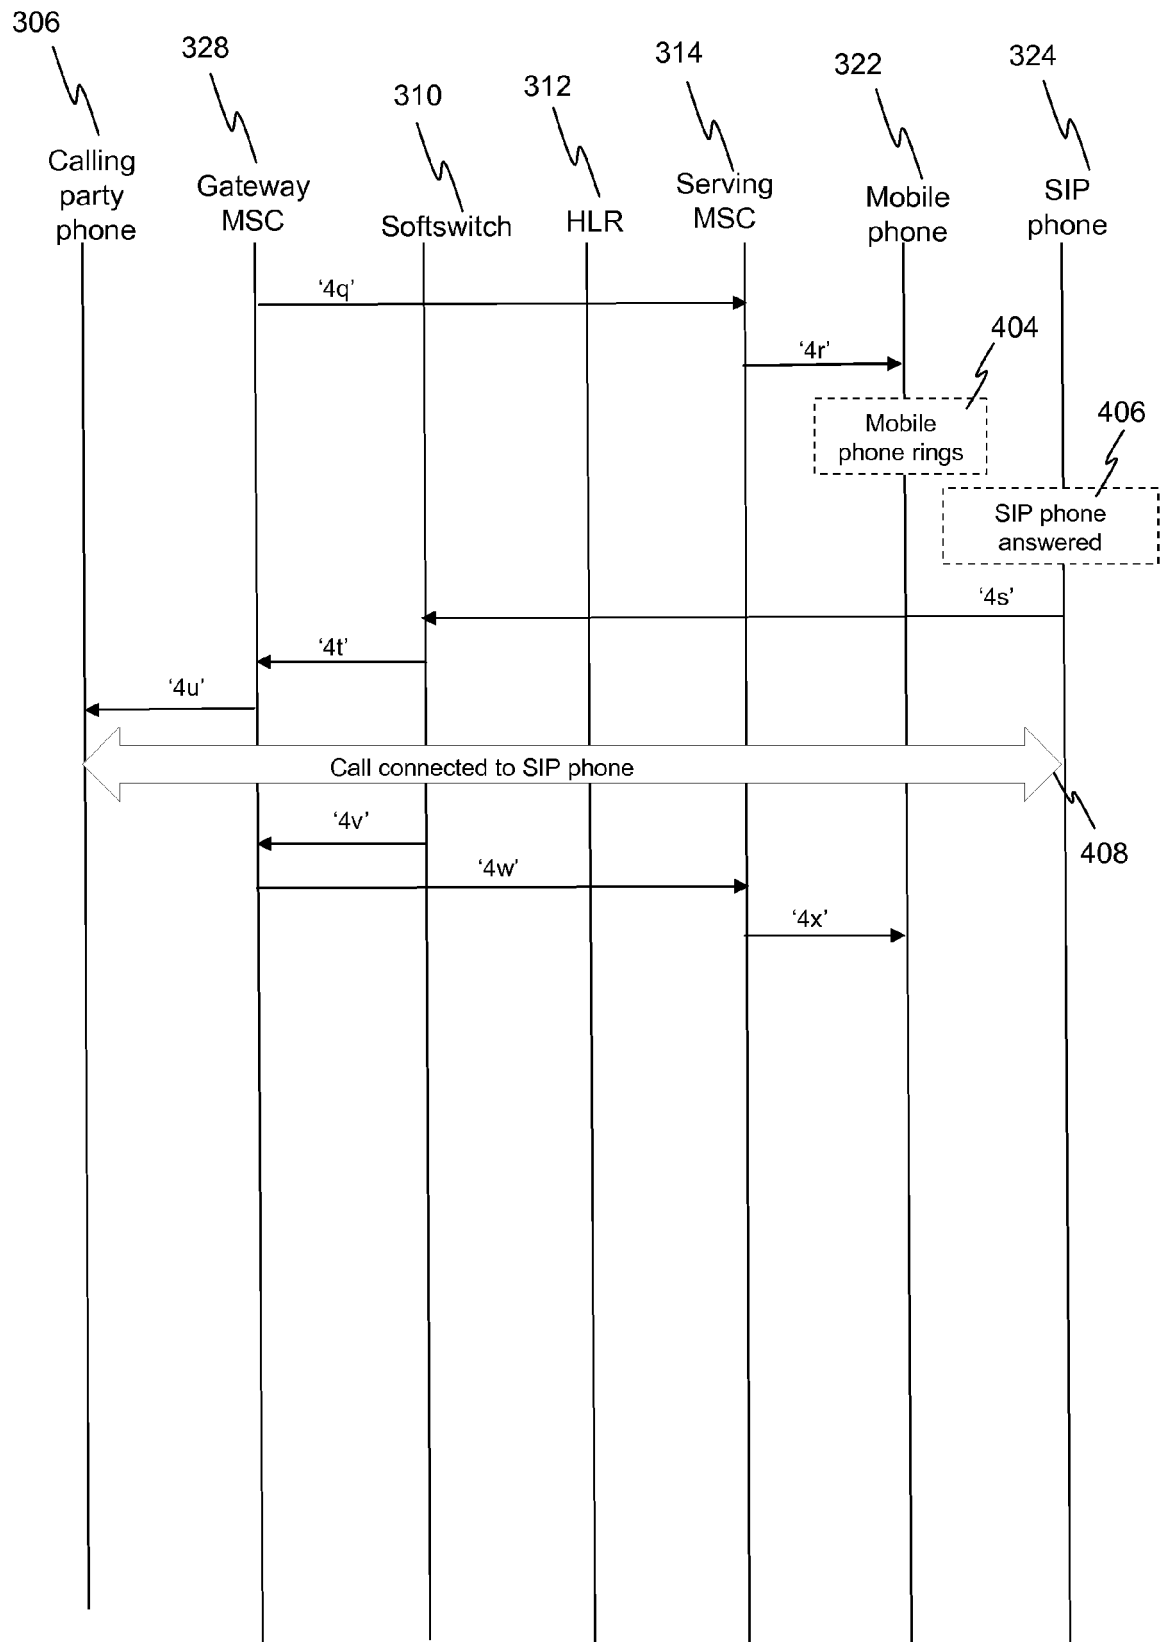 306
328
310
312
314
322
324
Calling
party
phone
Gateway
MSC
Softswitch
HLR
Serving
MSC
Mobile
phone
SIP
phone
‘4q’
‘4r’
404
Mobile
phone rings
406
SIP phone
answered
‘4s’
‘4t’
‘4u’
Call connected to SIP phone
408
‘4v’
‘4w’
‘4x’